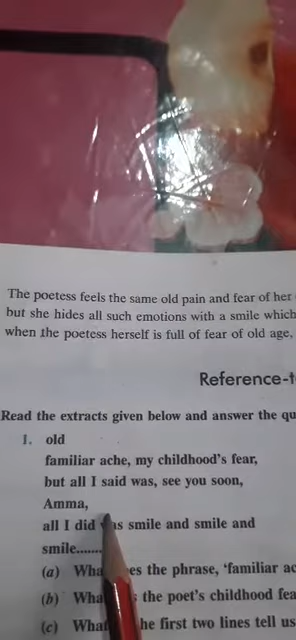 The poetess feels the same old pain and fear of her
but she hides all such emotions with a smile which
when the poetess herself is full of fear of old age,
Reference-t
Read the extracts given below and answer the qu
1. old
familiar ache, my childhood's fear,
but all I said was, see you soon,
Amma,
all I did was smile and smile and
smile.......
(a) Wha es the phrase, 'familiar ac
(b) Wha the poet's childhood fea
(c) What he first two lines tell us